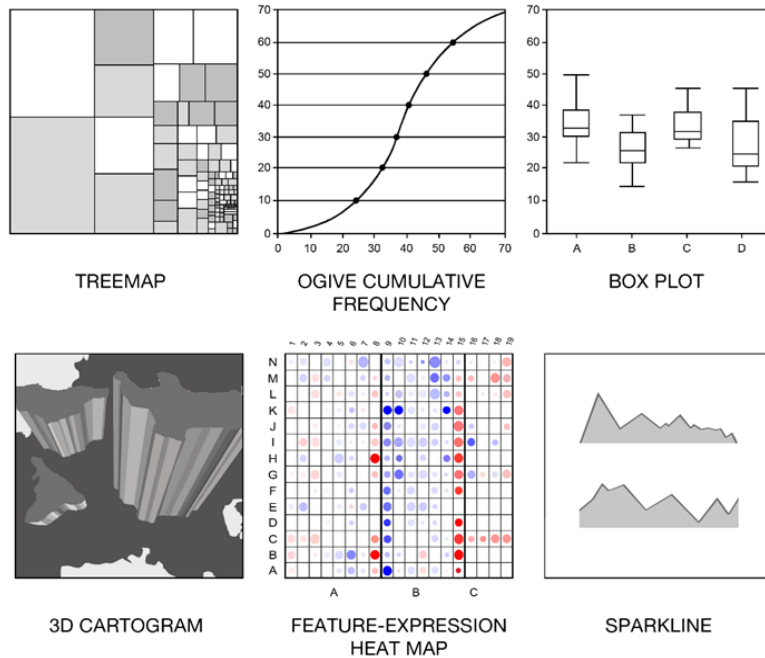 70
60
50
40
30
20
10
0
0 10 20 30 40 50 60 70
70
60
50
40
30
20
10
0
A B C D
TREEMAP
OGIVE CUMULATIVE
FREQUENCY
BOX PLOT
1 2 3 4 5 6 7 8 9 10 11 12 13 14 15 16 17 18 19
N
M
L
K
J
I
H
G
F
E
D
C
B
A
A B C
3D CARTOGRAM
FEATURE-EXPRESSION
HEAT MAP
SPARKLINE